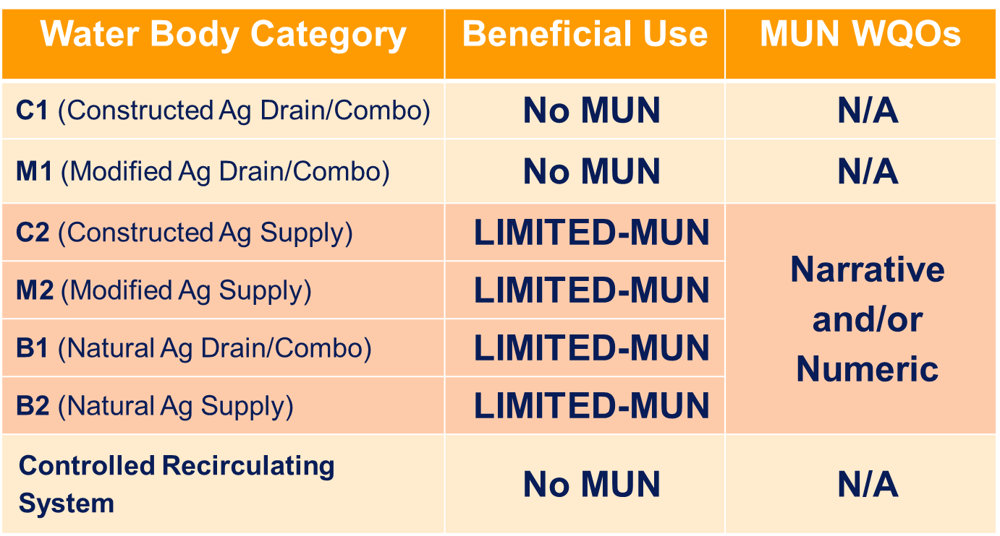 Water Body Category Beneficial Use MUN WQOs
C1 (Constructed Ag Drain/Combo) No MUN N/A
M1 (Modified Ag Drain/Combo) No MUN N/A
C2 (Constructed Ag Supply) LIMITED-MUN
M2 (Modified Ag Supply) LIMITED-MUN
B1 (Natural Ag Drain/Combo) LIMITED-MUN
B2 (Natural Ag Supply) LIMITED-MUN
Narrative
and/or
Numeric
Controlled Recirculating
System
No MUN N/A